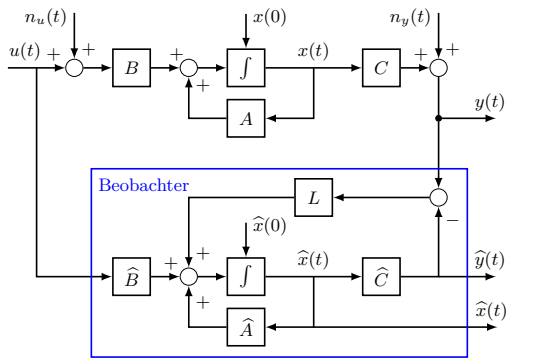 n_u(t) x(0) n_y(t)
u(t) + + + x(t) + +
B ∫ C
+
A y(t)
Beobachter
L −
+ x̂(0)
+ x̂(t) ŷ(t)
B̂ ∫ Ĉ
+ x̂(t)
Â